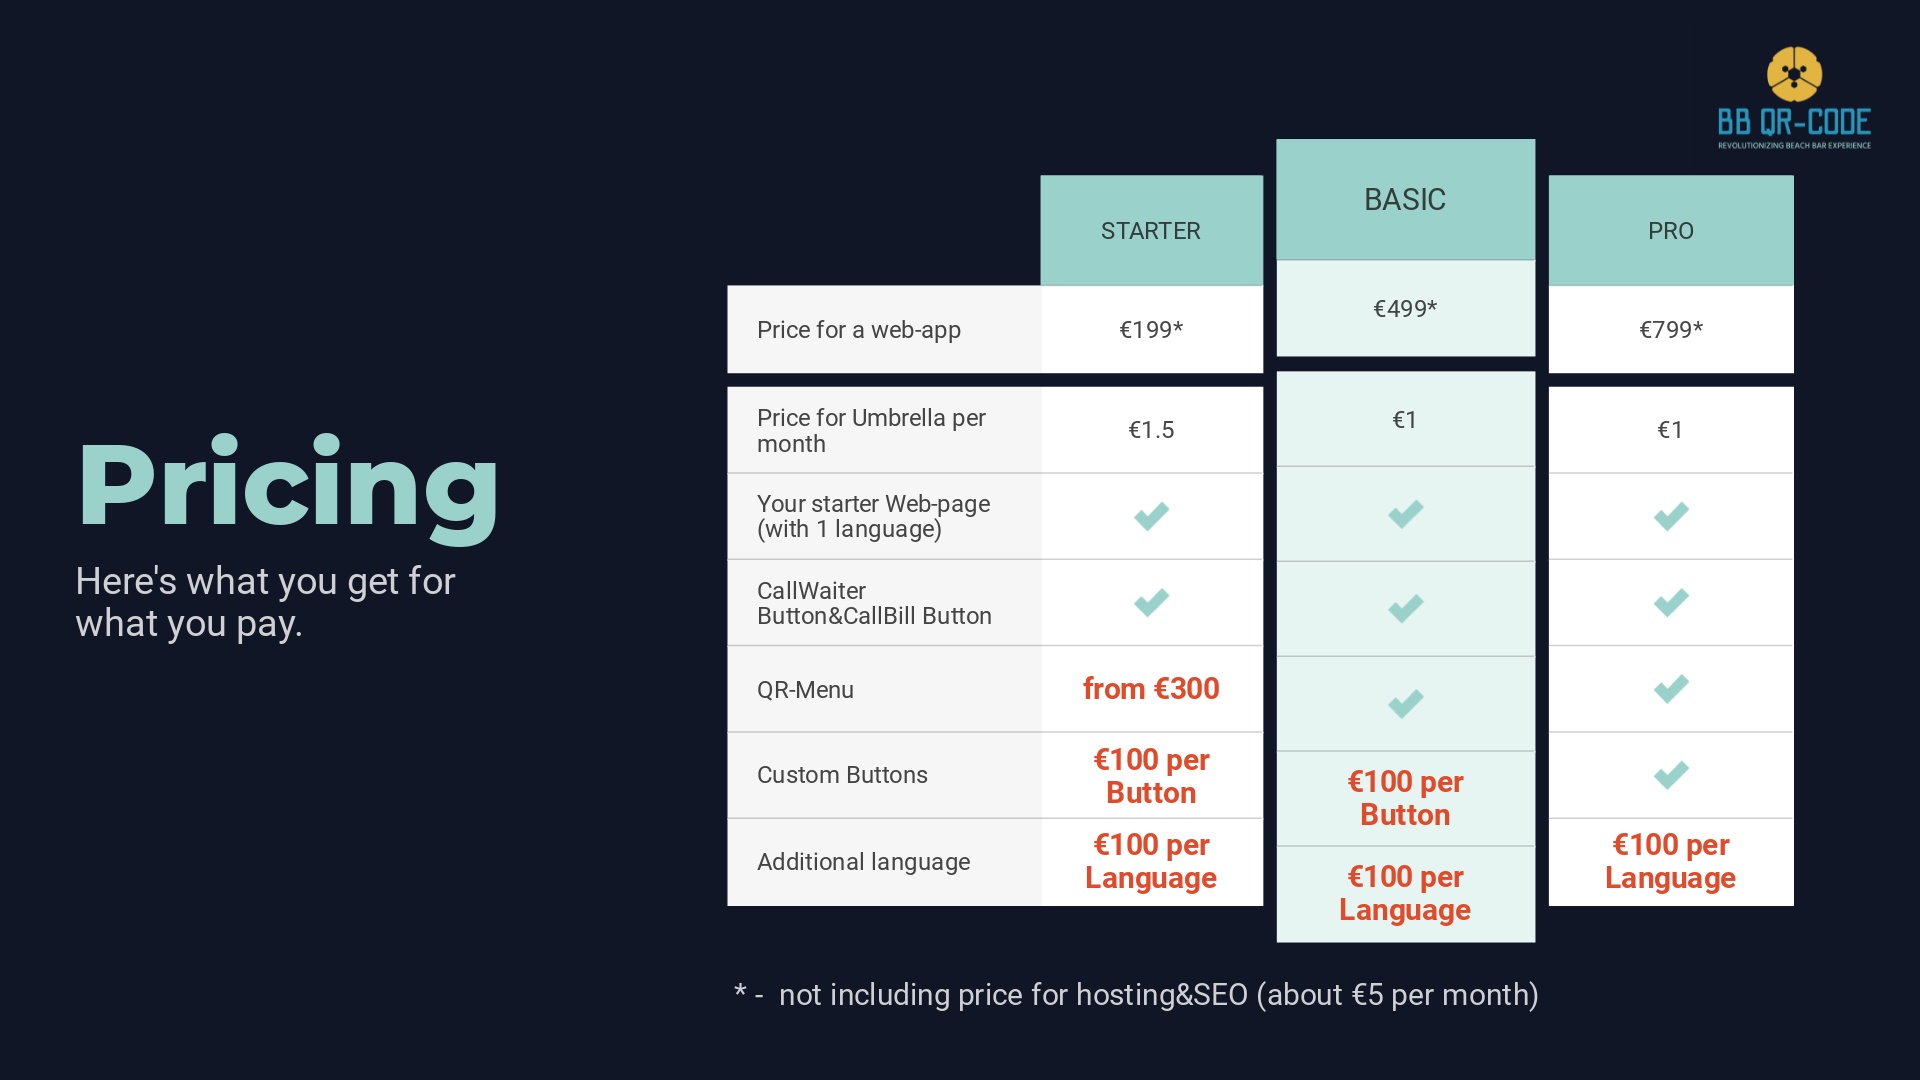 BB QR-CODE
REVOLUTIONIZING BEACH BAR EXPERIENCE
Pricing
Here's what you get for
what you pay.
STARTER
BASIC
PRO
Price for a web-app
€199*
€499*
€799*
Price for Umbrella per
month
€1.5
€1
€1
Your starter Web-page
(with 1 language)
CallWaiter
Button&CallBill Button
QR-Menu
from €300
Custom Buttons
€100 per
Button
€100 per
Button
Additional language
€100 per
Language
€100 per
Language
€100 per
Language
* - not including price for hosting&SEO (about €5 per month)